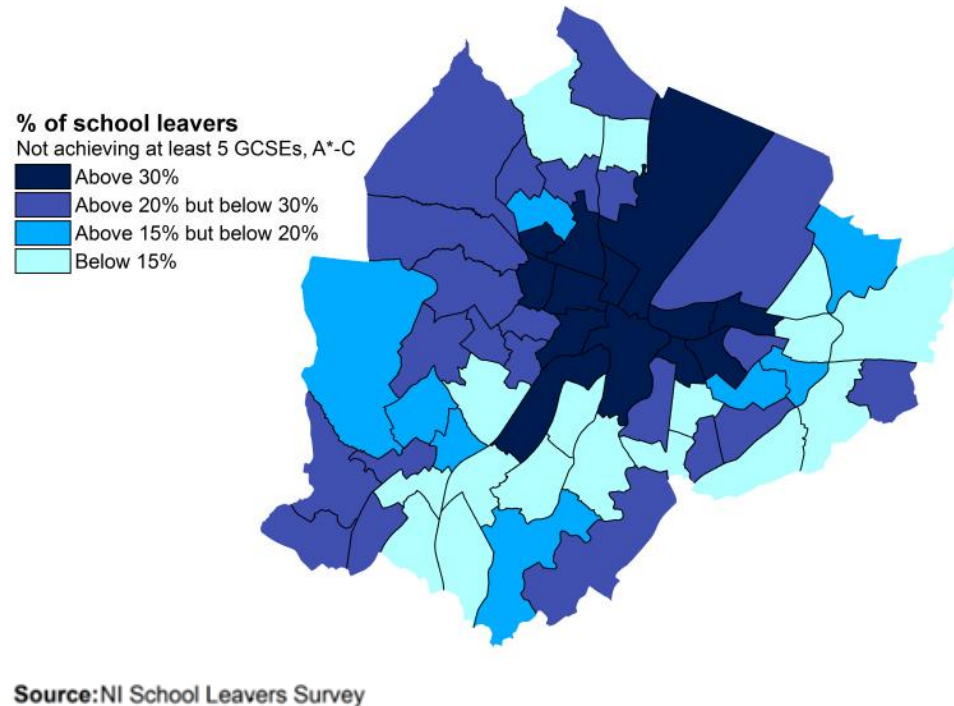 % of school leavers
Not achieving at least 5 GCSEs, A*-C
Above 30%
Above 20% but below 30%
Above 15% but below 20%
Below 15%
Source:NI School Leavers Survey